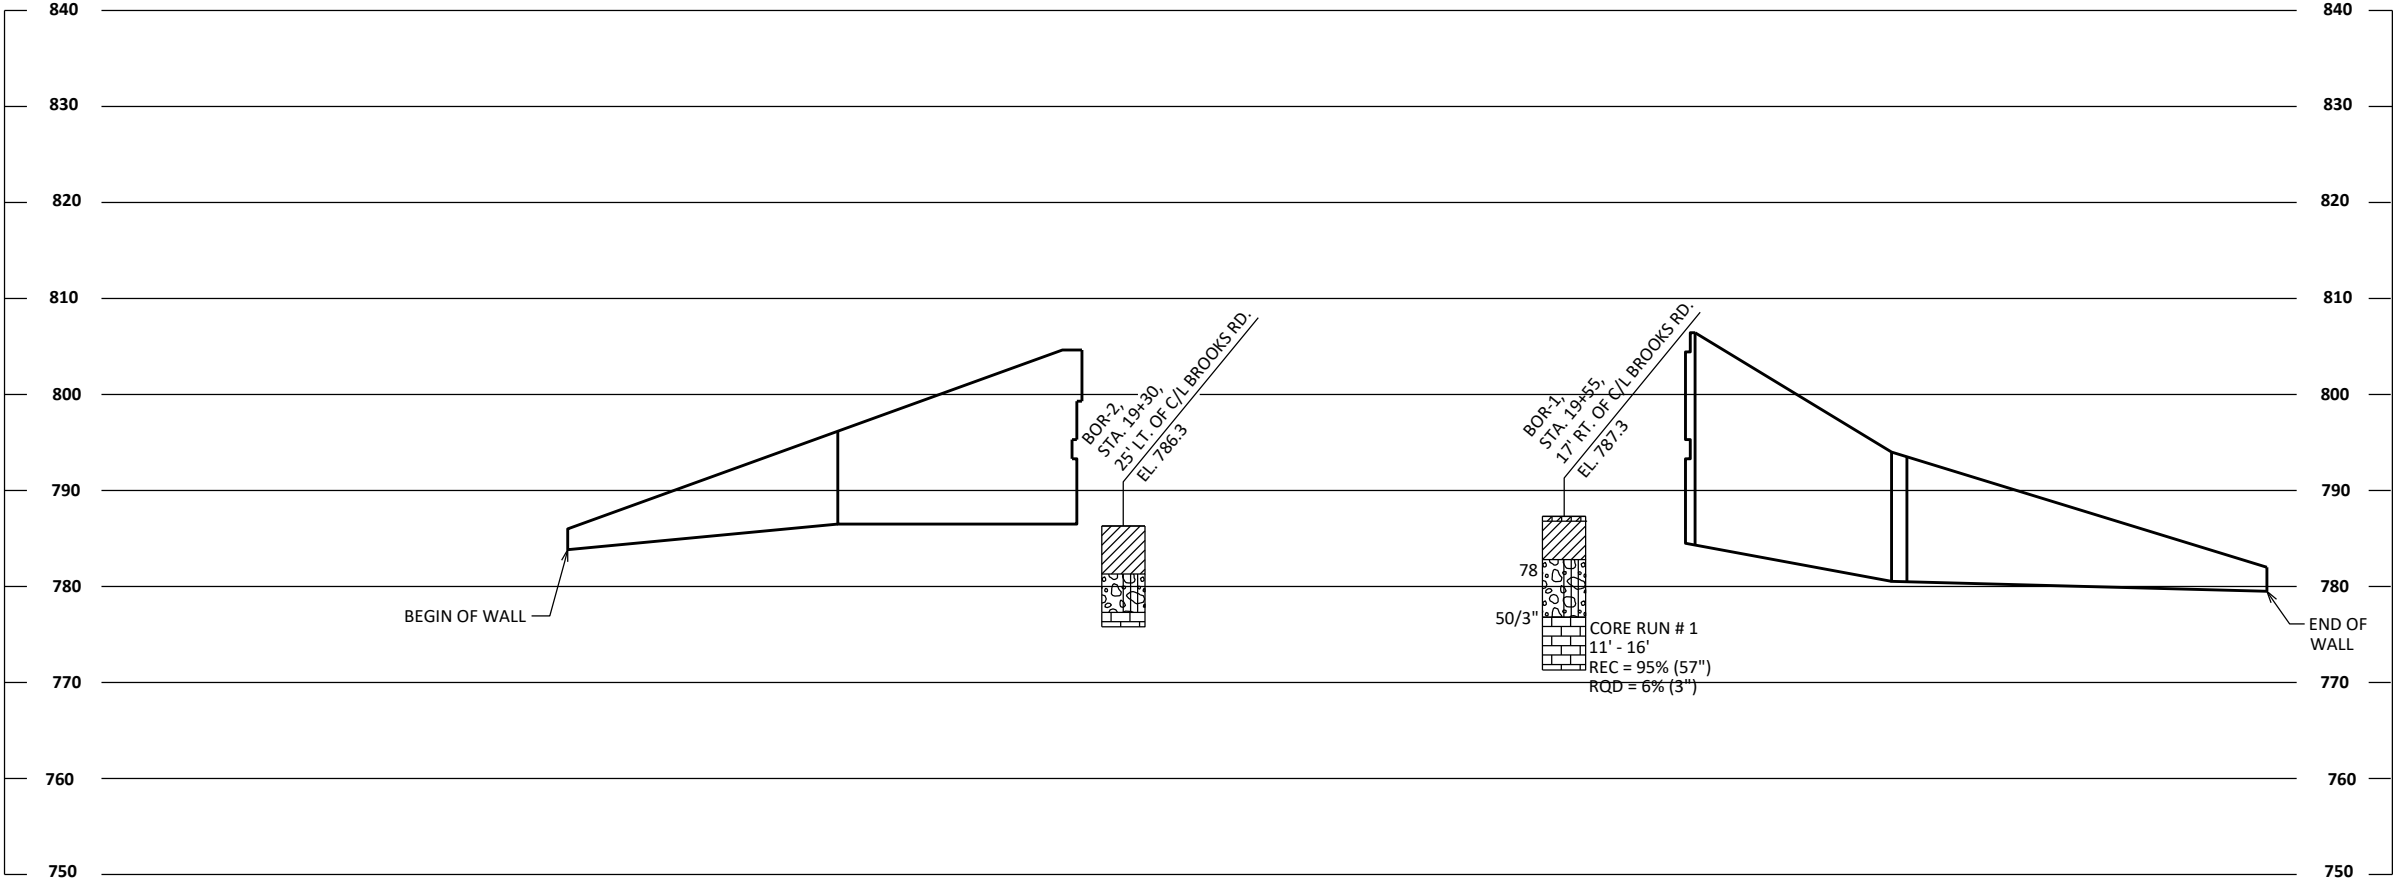 840 840
830 830
820 820
810 810
800 800
790 790
780 780
770 770
760 760
750 750
BEGIN OF WALL
BOR-2,
STA. 19+30,
25' LT. OF C/L BROOKS RD.
EL. 786.3
BOR-1,
STA. 19+55,
17' RT. OF C/L BROOKS RD.
EL. 787.3
78
50/3"
CORE RUN # 1
11' - 16'
REC = 95% (57")
RQD = 6% (3")
END OF
WALL